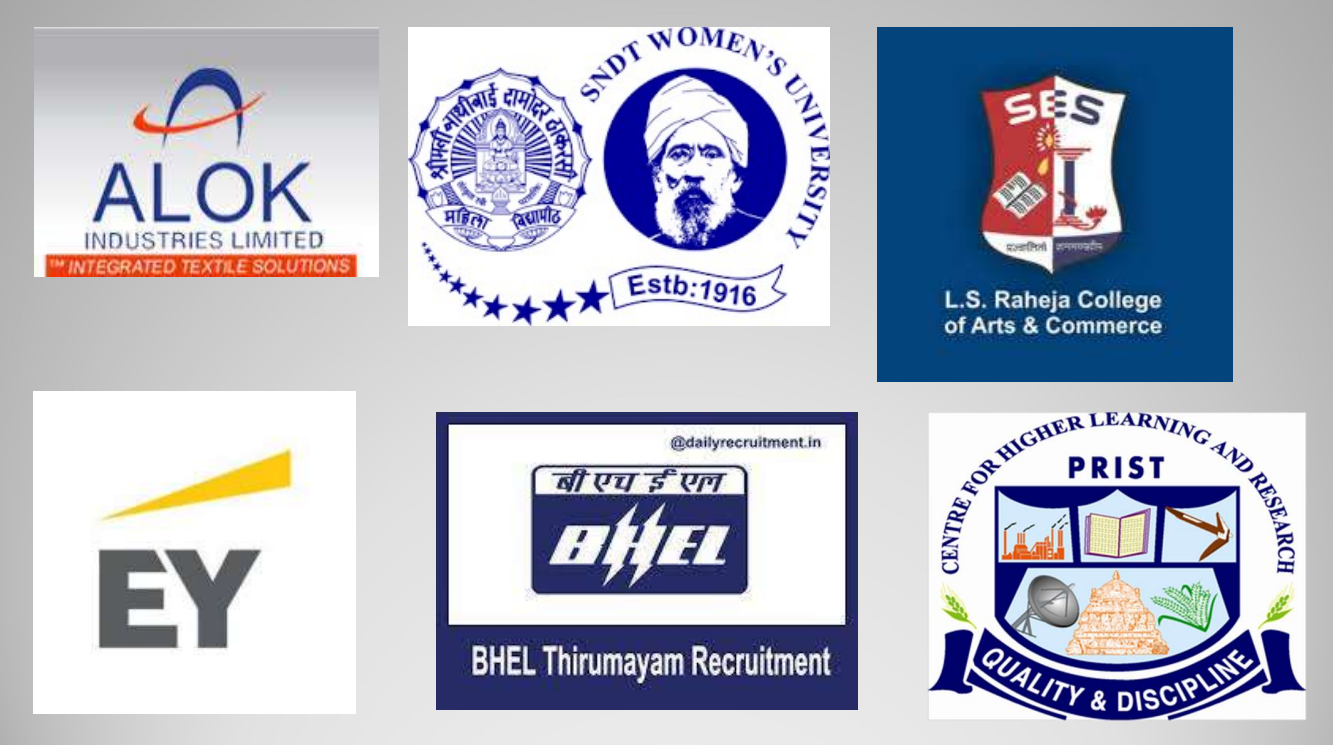 ALOK
INDUSTRIES LIMITED
™ INTEGRATED TEXTILE SOLUTIONS
SNDT WOMEN'S UNIVERSITY
श्रीमती नाथीबाई दामोदर ठाकरसी
महिला विद्यापीठ
Estb:1916
SES
L.S. Raheja College
of Arts & Commerce
EY
@dailyrecruitment.in
बी एच ई एल
BHEL
BHEL Thirumayam Recruitment
CENTRE FOR HIGHER LEARNING AND RESEARCH
PRIST
QUALITY & DISCIPLINE